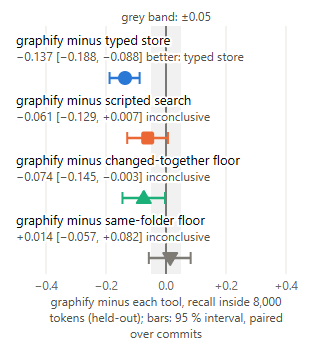 grey band: ±0.05
graphify minus typed store
−0.137 [−0.188, −0.088] better: typed store
graphify minus scripted search
−0.061 [−0.129, +0.007] inconclusive
graphify minus changed-together floor
−0.074 [−0.145, −0.003] inconclusive
graphify minus same-folder floor
+0.014 [−0.057, +0.082] inconclusive
−0.4 −0.2 0.0 +0.2 +0.4
graphify minus each tool, recall inside 8,000
tokens (held-out); bars: 95 % interval, paired
over commits